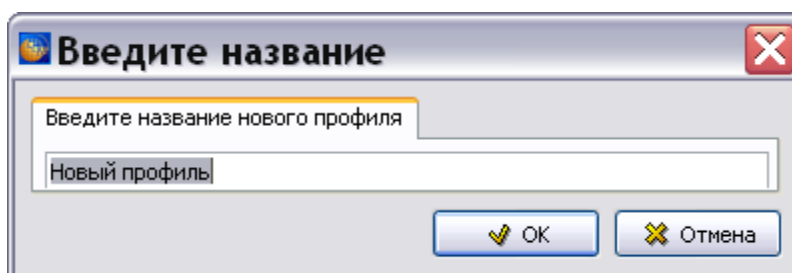 Введите название
Введите название нового профиля
Новый профиль
OK
Отмена